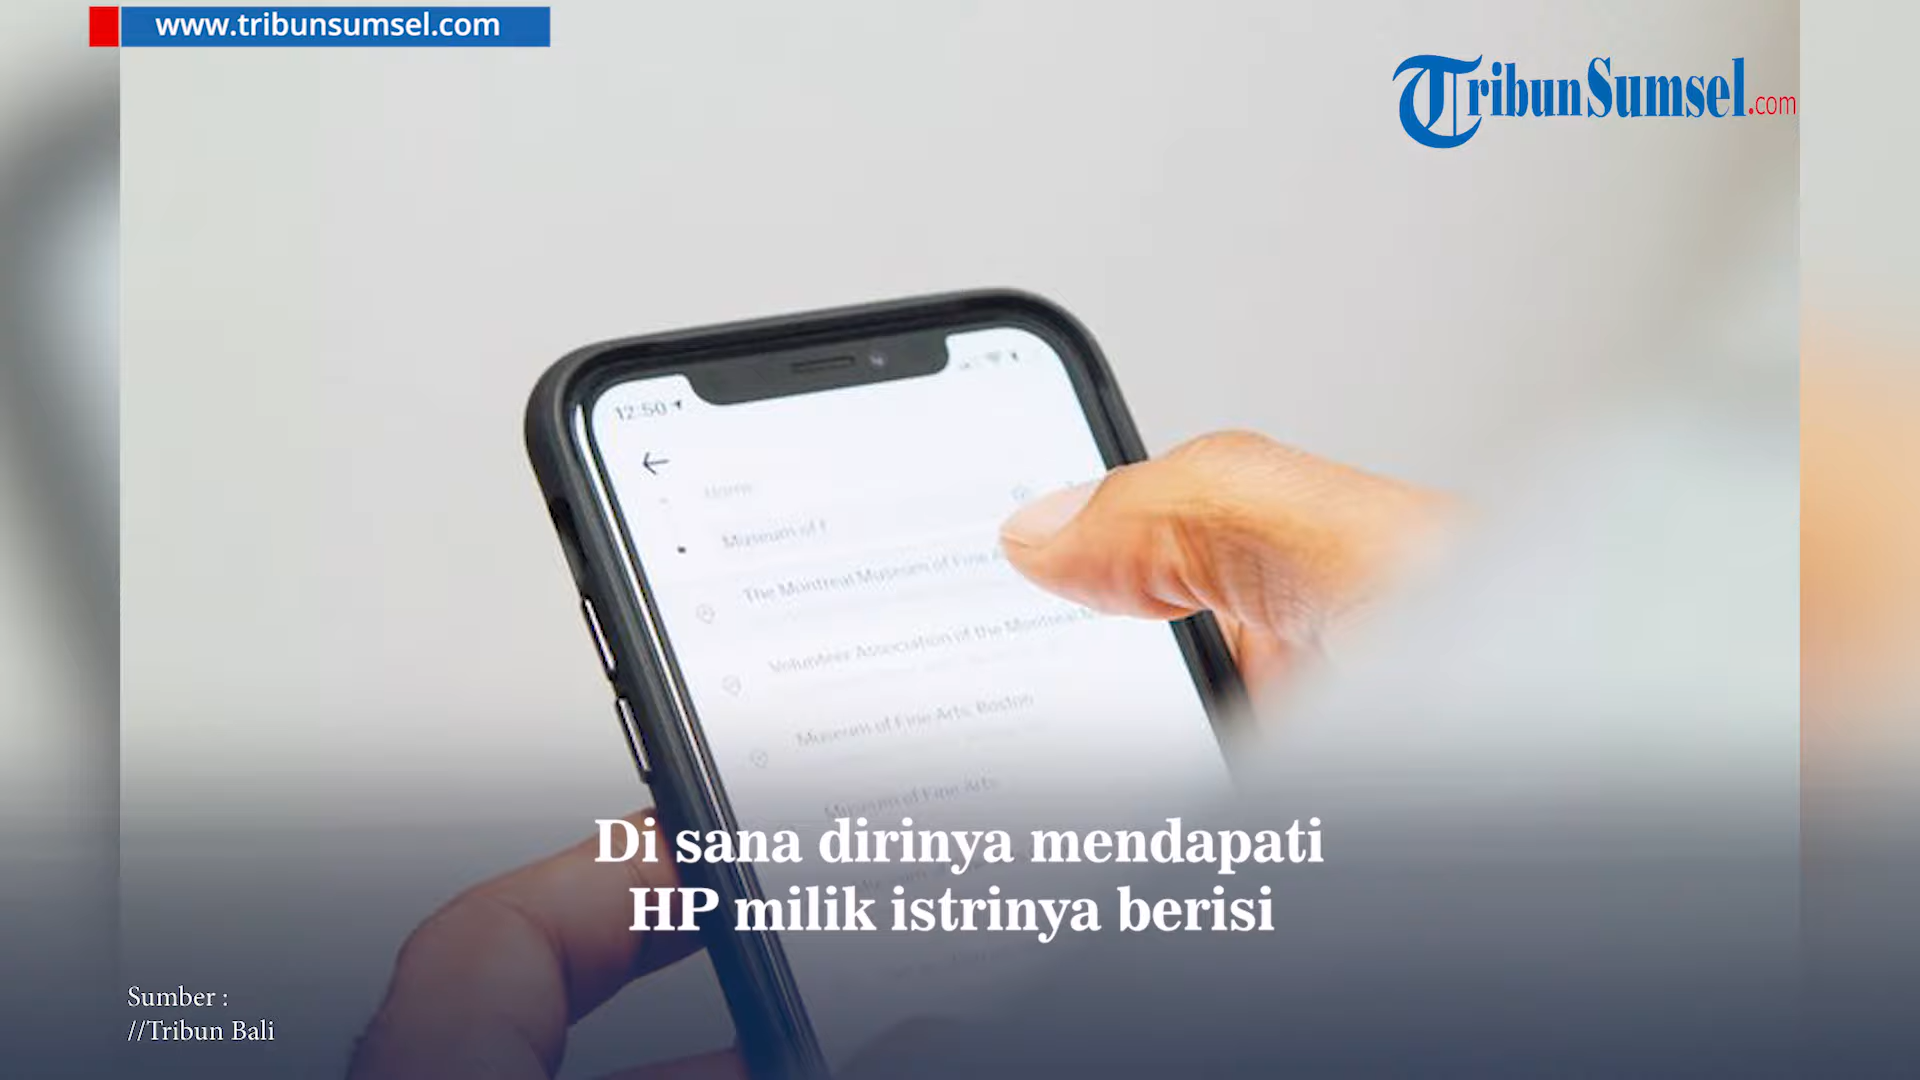 www.tribunsumsel.com
TribunSumsel.com
12:50
Home
Museum of f
The Montreal Museum of Fine A
Volunteer Association of the Montreal M
Museum of Fine Arts, Boston
Museum of Fine Arts
Di sana dirinya mendapati
HP milik istrinya berisi
Sumber :
//Tribun Bali